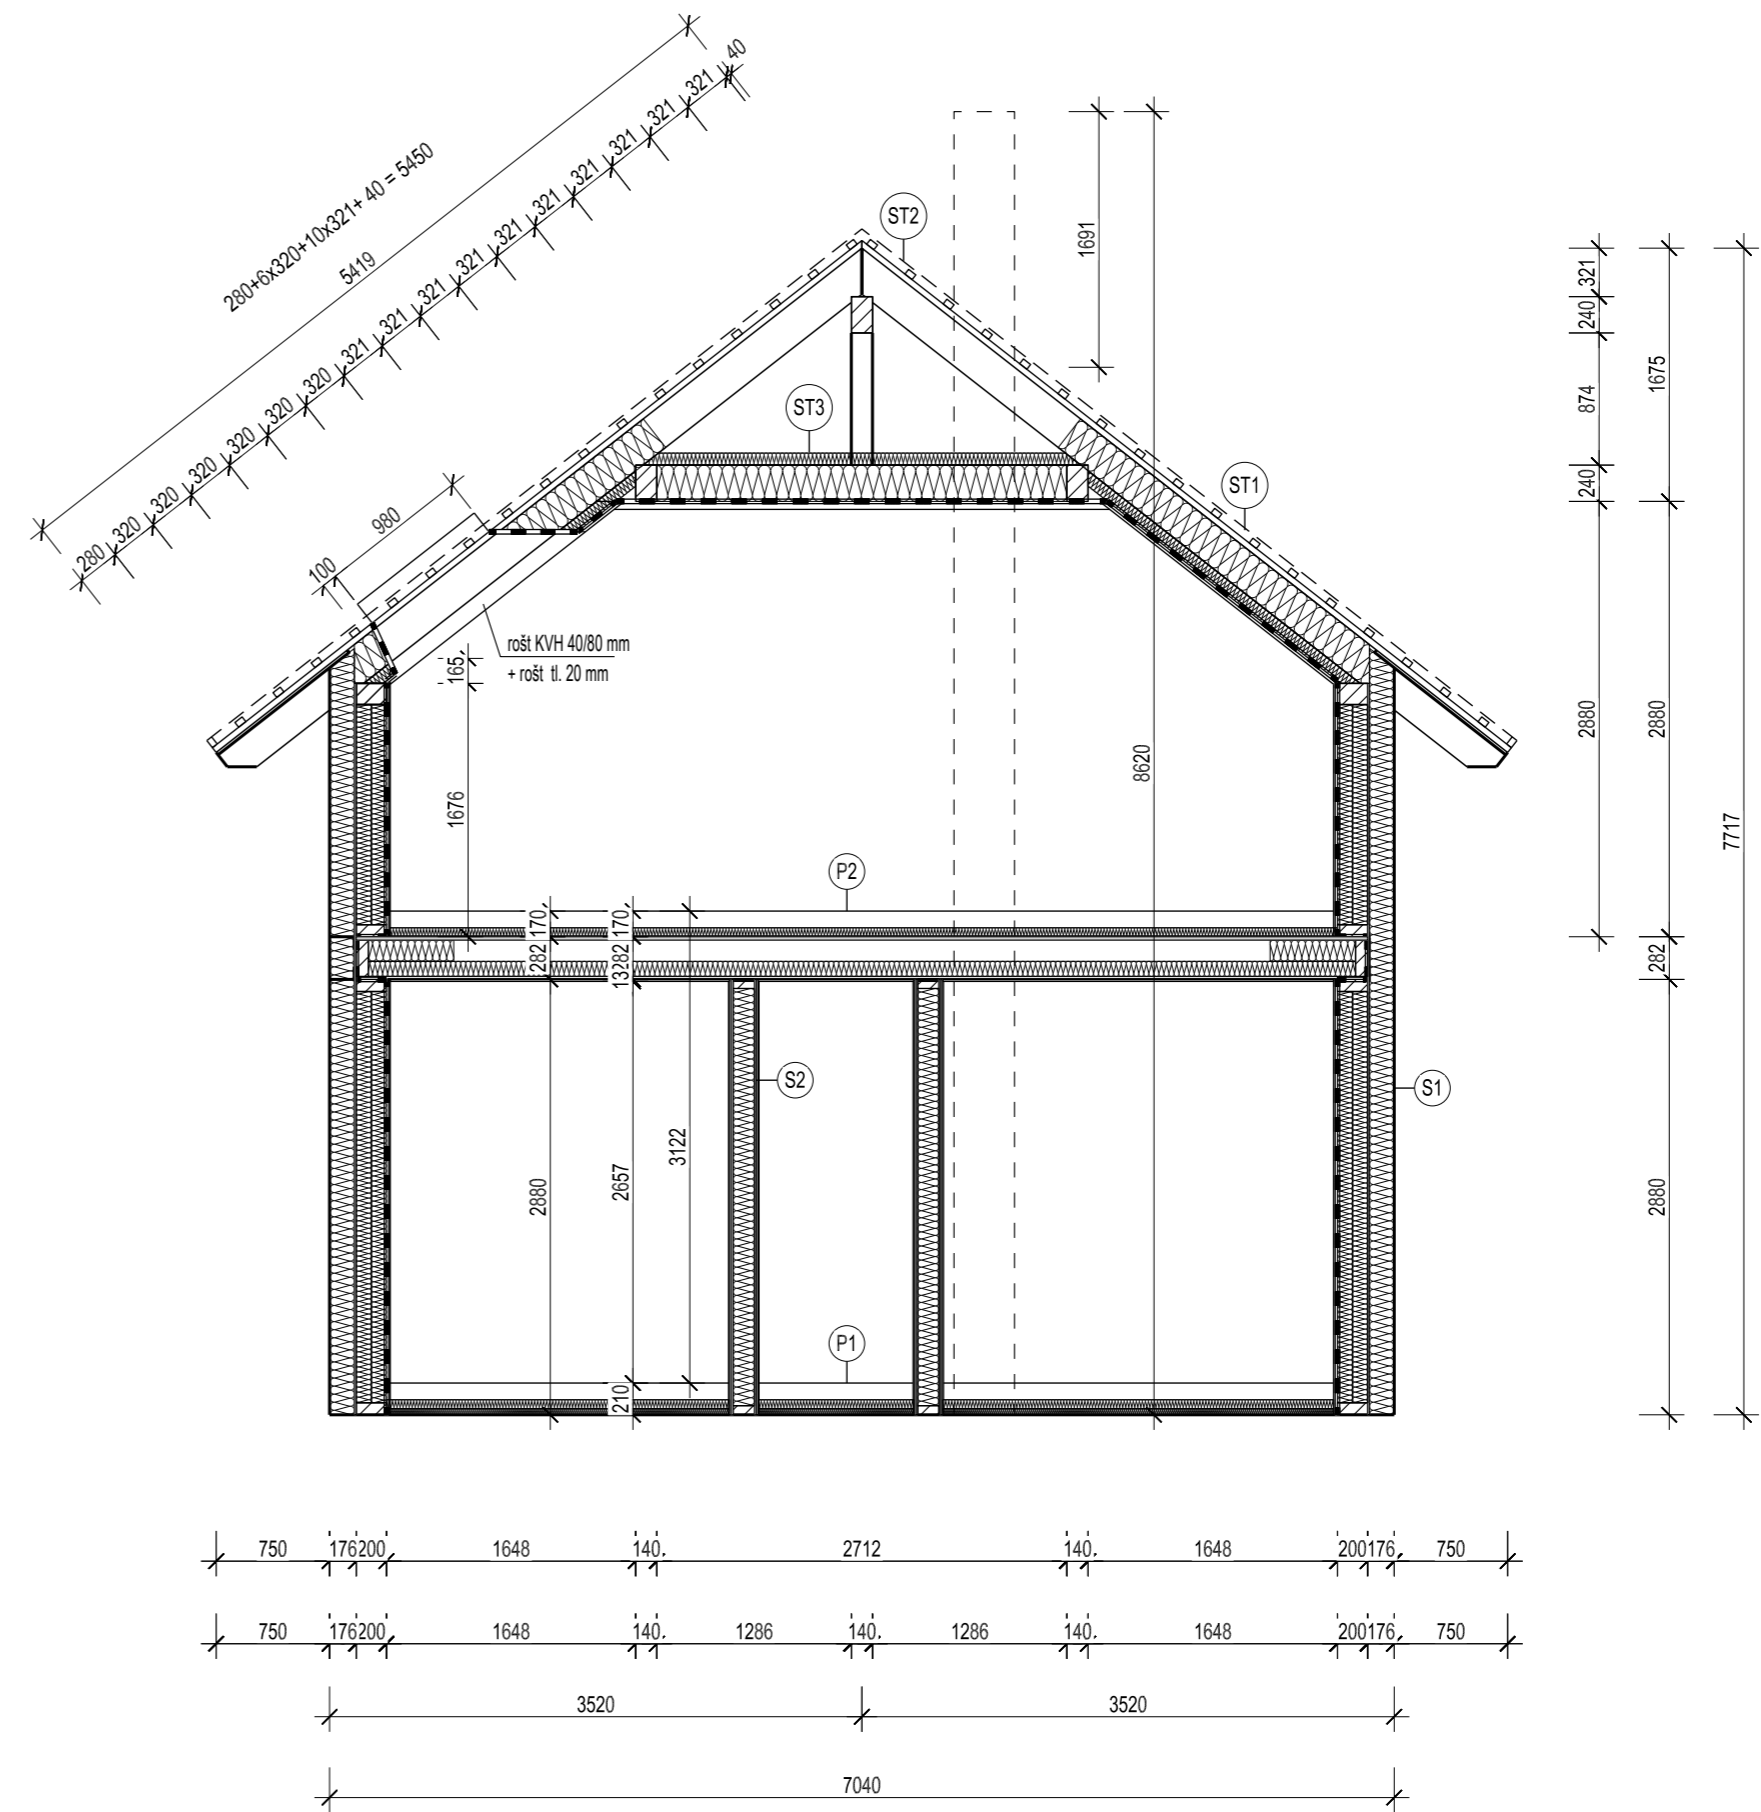 280+6x320+10x321+ 40 = 5450
5419
280 320 320 320 320 320 320 321 321 321 321 321 321 321 321 321 321 40
100 980
ST2
ST3
ST1
1691
8620
321 240 874 240 2880
1675 2880 282 2880
7717
rošt KVH 40/80 mm
+ rošt tl. 20 mm
165
1676
P2
170 282 2880
170 282 13 2657 210
3122
S2
S1
P1
750 176 200 1648 140 2712 140 1648 200 176 750
750 176 200 1648 140 1286 140 1286 140 1648 200 176 750
3520 3520
7040